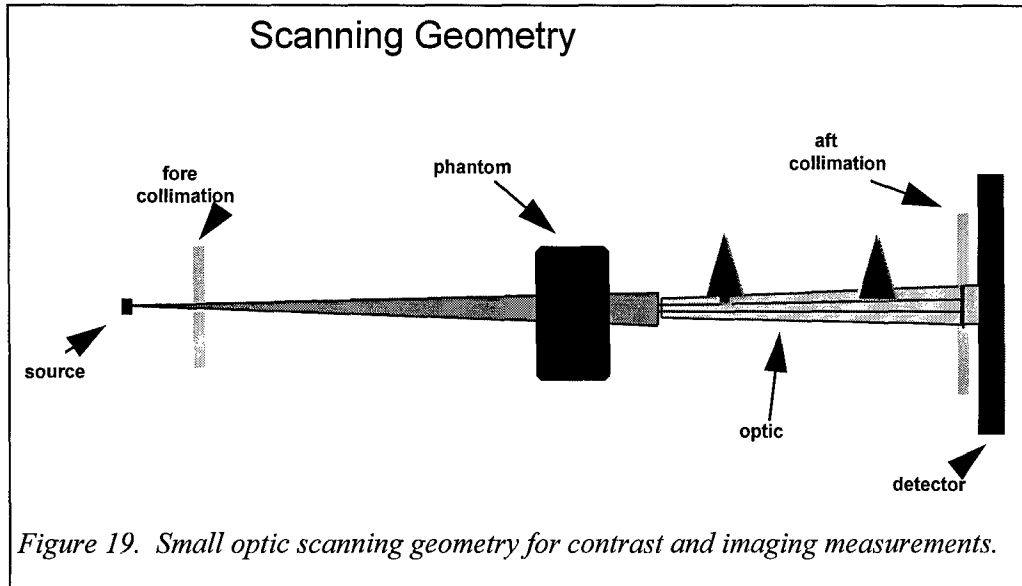 Scanning Geometry
fore
collimation
phantom
aft
collimation
source
optic
detector
Figure 19. Small optic scanning geometry for contrast and imaging measurements.